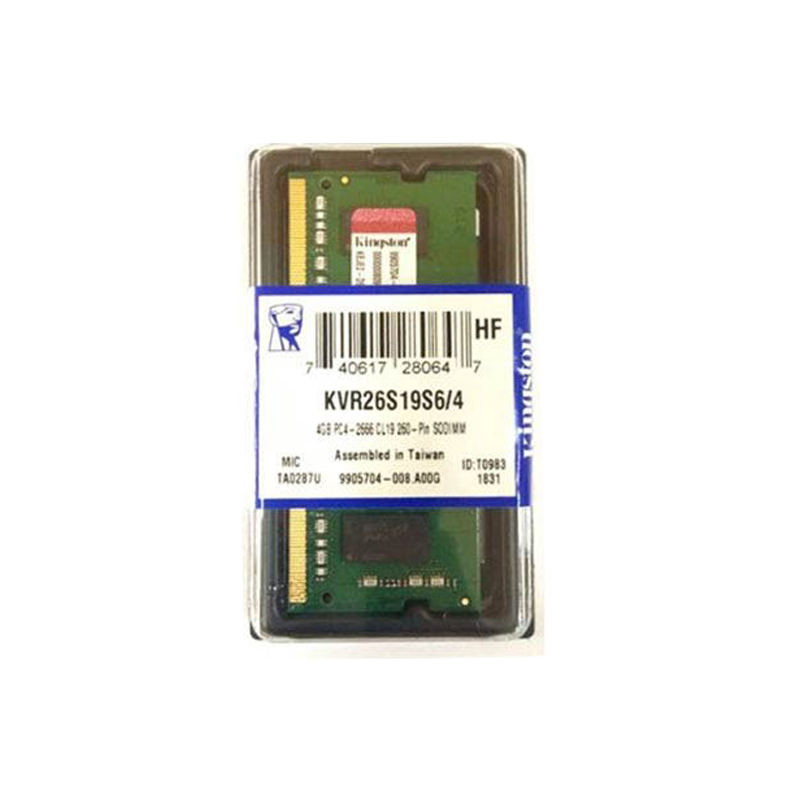 Kingston
HF
7 40617 28064 7
KVR26S19S6/4
4GB PC4-2666 CL19 260-Pin SODIMM
Assembled in Taiwan
MIC
ID:T0983
TA0287U 9905704-008.A00G 1831
Kingston